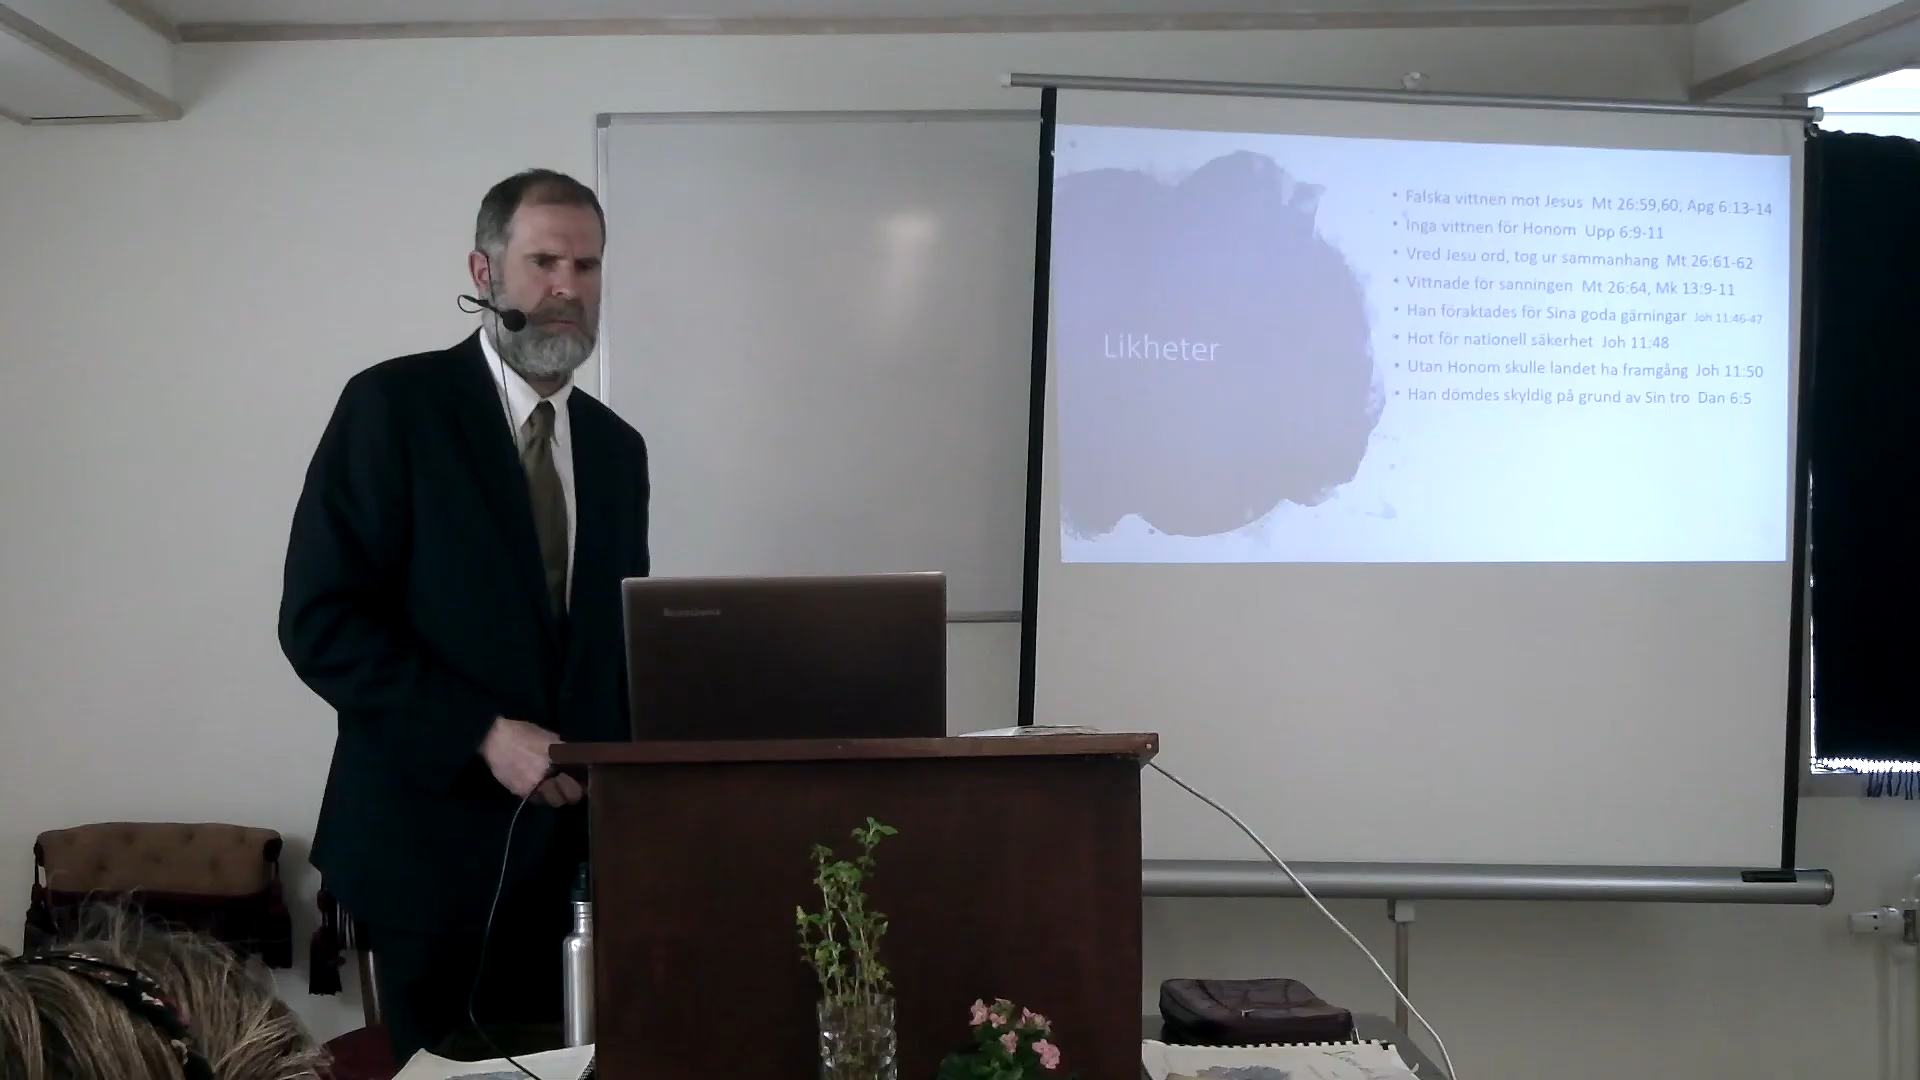 Likheter
• Falska vittnen mot Jesus Mt 26:59,60; Apg 6:13-14
• Inga vittnen för Honom Upp 6:9-11
• Vred Jesu ord, tog ur sammanhang Mt 26:61-62
• Vittnade för sanningen Mt 26:64, Mk 13:9-11
• Han föraktades för Sina goda gärningar Joh 11:46-47
• Hot för nationell säkerhet Joh 11:48
• Utan Honom skulle landet ha framgång Joh 11:50
• Han dömdes skyldig på grund av Sin tro Dan 6:5